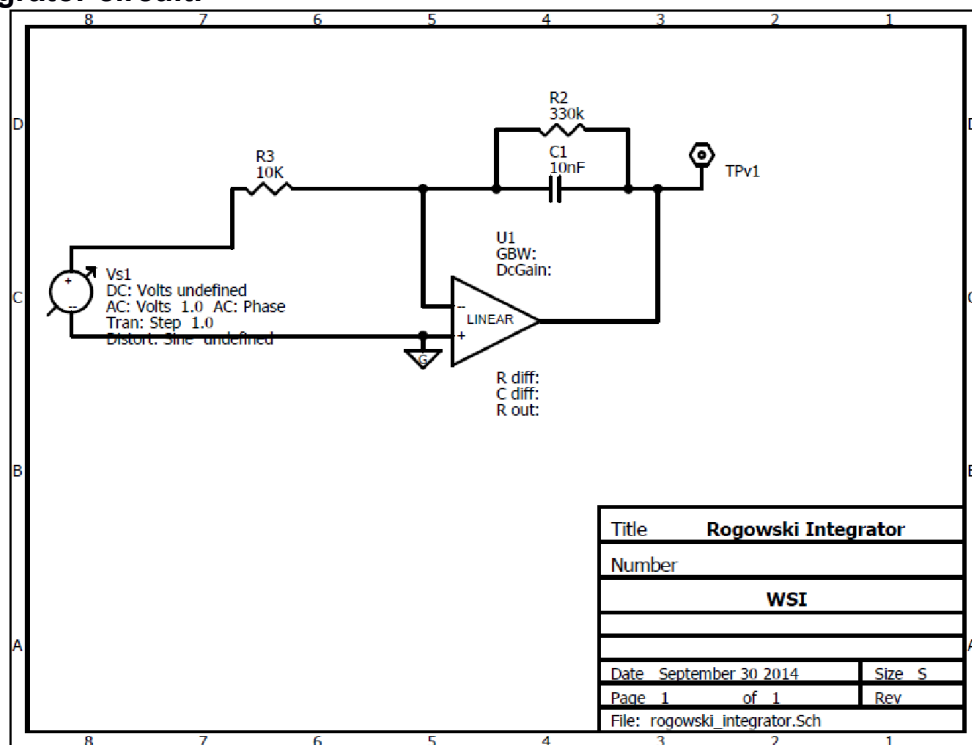 8 7 6 5 4 3 2 1
R2
330k
D
C1
10nF
R3
10K
TPv1
U1
GBW:
DcGain:
Vs1
DC: Volts undefined
AC: Volts 1.0 AC: Phase
Tran: Step 1.0
Distort: Sine undefined
+
--
C
--
LINEAR
+
G
R diff:
C diff:
R out:
B
Title Rogowski Integrator
Number
WSI
A
Date September 30 2014 Size S
Page 1 of 1 Rev
File: rogowski_integrator.Sch
8 7 6 5 4 3 2 1